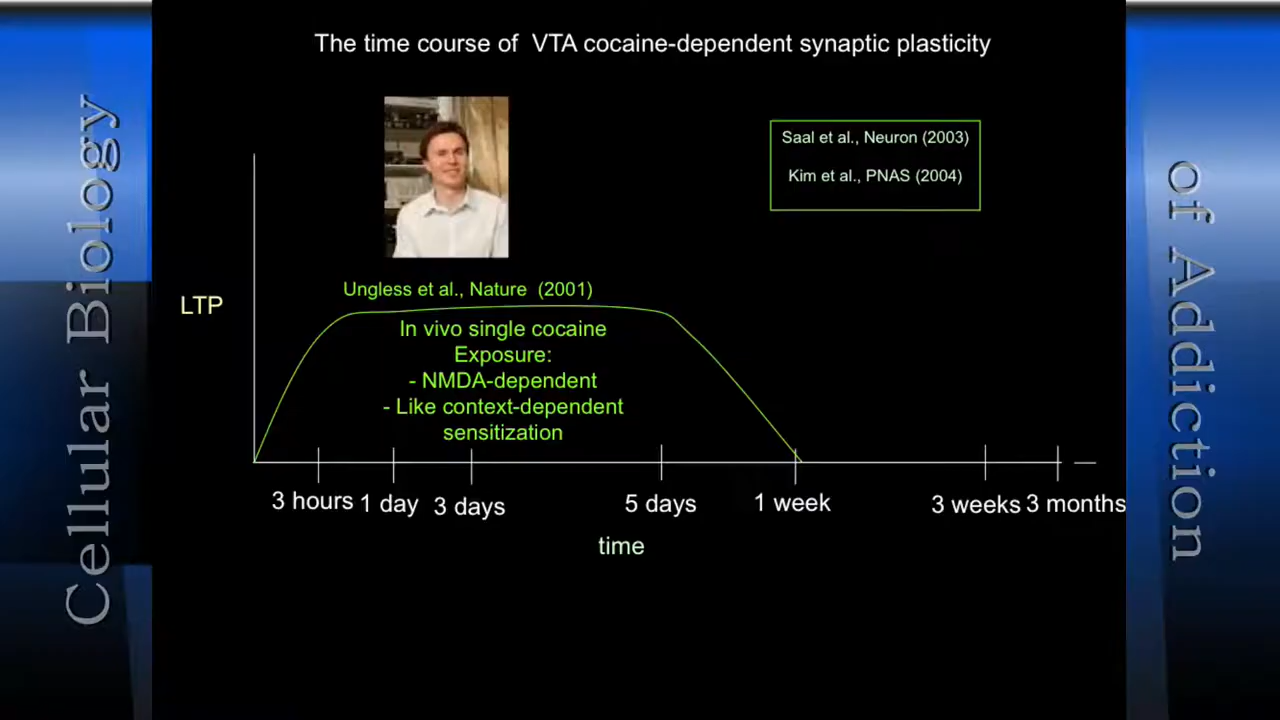 Cellular Biology
The time course of VTA cocaine-dependent synaptic plasticity
Saal et al., Neuron (2003)
Kim et al., PNAS (2004)
Ungless et al., Nature (2001)
LTP
In vivo single cocaine
Exposure:
- NMDA-dependent
- Like context-dependent
sensitization
3 hours 1 day 3 days 5 days 1 week 3 weeks 3 months
time
of Addiction